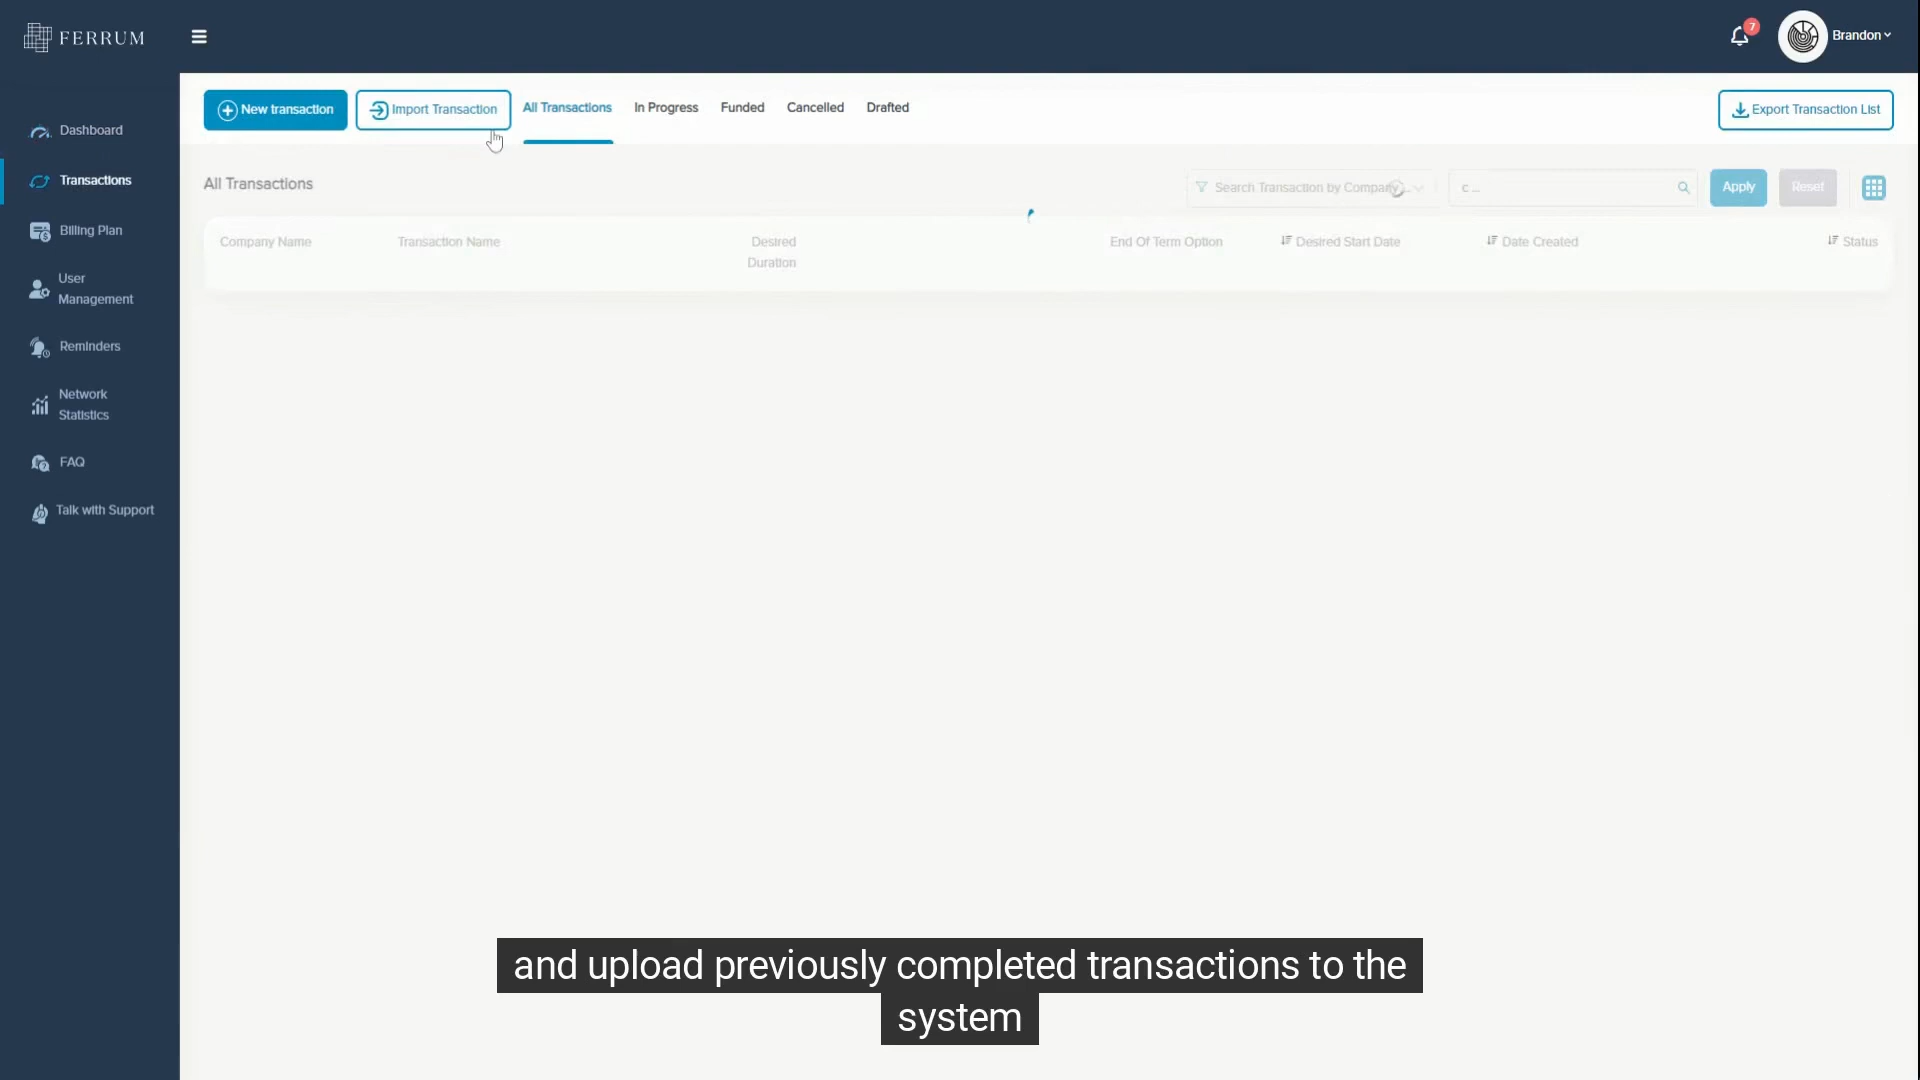 FERRUM
7
Brandon
New transaction
Import Transaction
All Transactions
In Progress
Funded
Cancelled
Drafted
Export Transaction List
Dashboard
Transactions
Billing Plan
User
Management
Reminders
Network
Statistics
FAQ
Talk with Support
All Transactions
Search Transaction by Company...
c ...
Apply
Reset
Company Name
Transaction Name
Desired
Duration
End Of Term Option
Desired Start Date
Date Created
Status
and upload previously completed transactions to the
system